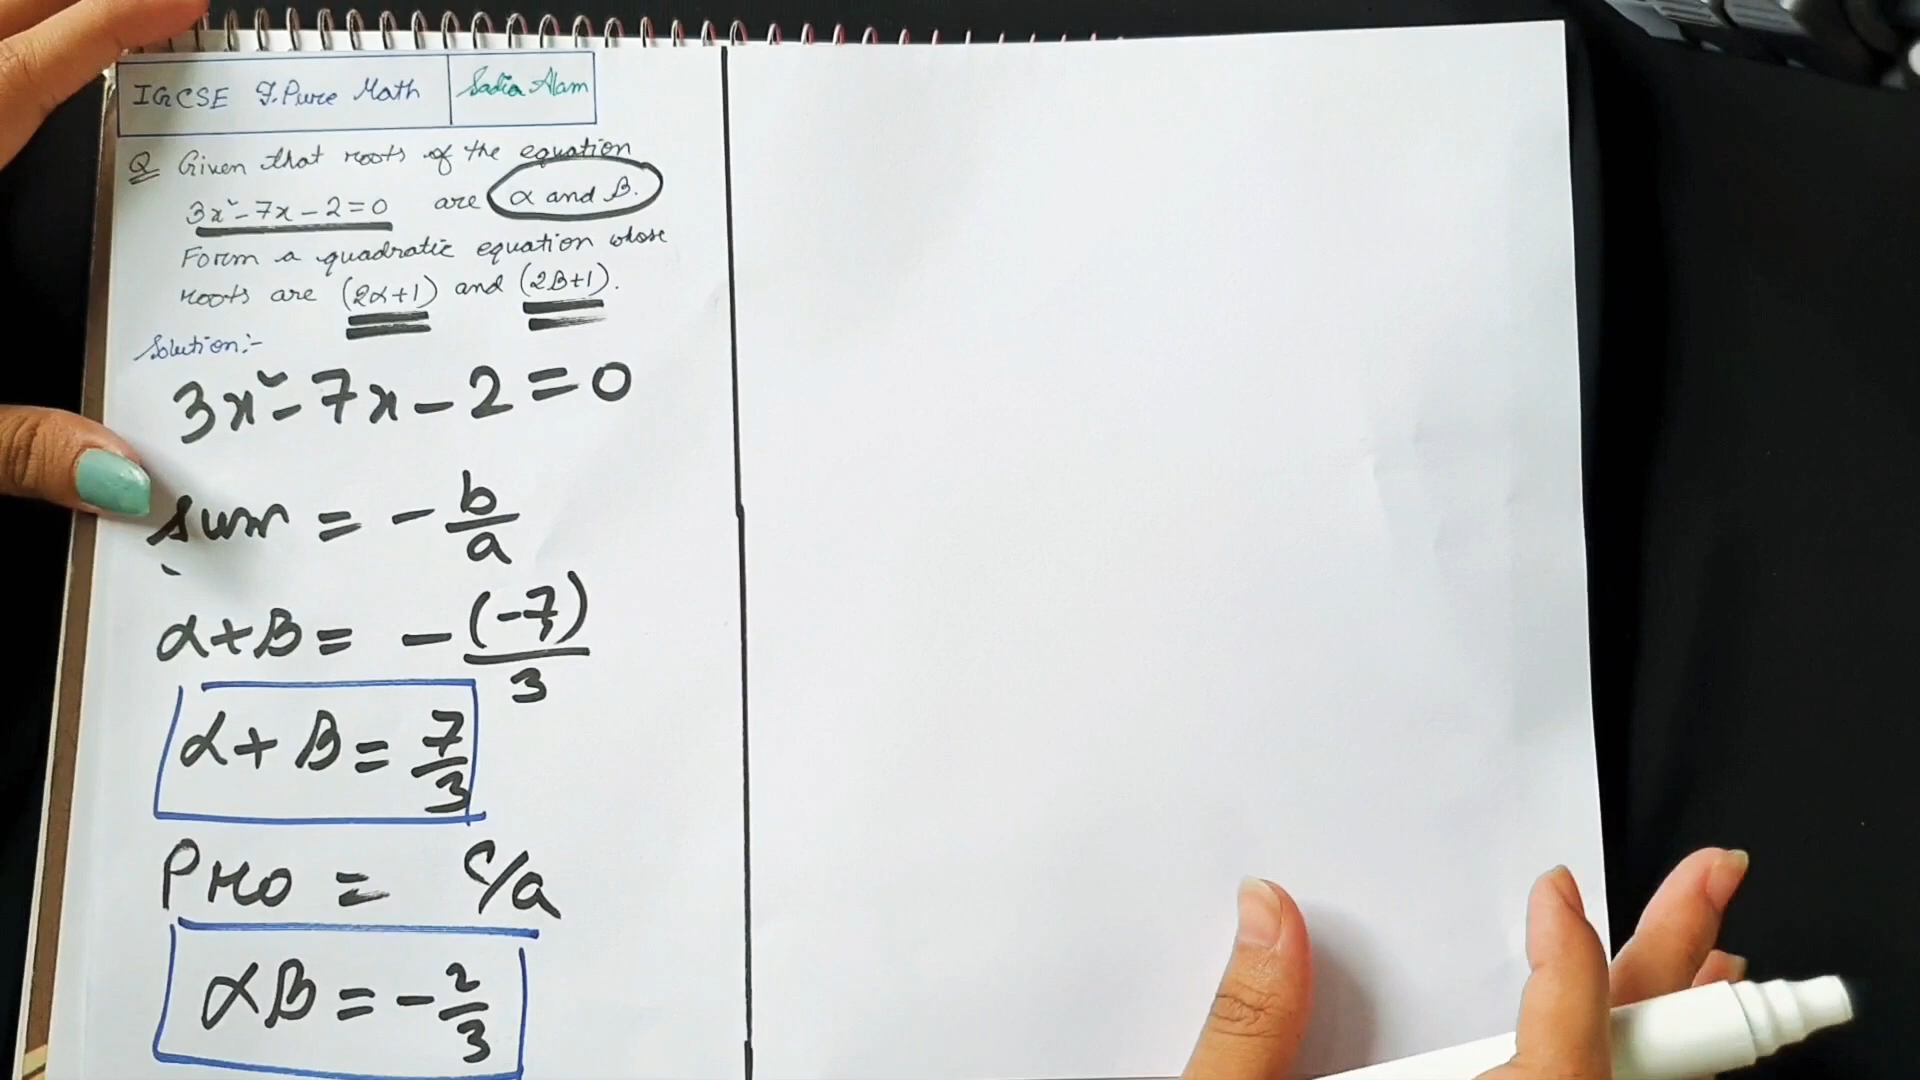 IGCSE F.Pure Math
Sadia Alam
Q Given that roots of the equation
3x²-7x-2=0 are α and β.
Form a quadratic equation whose
roots are (2α+1) and (2β+1).
Solution:-
3x²-7x-2=0
Sum = -b/a
α+β = -(-7)/3
α+β = 7/3
Pro = c/a
αβ = -2/3